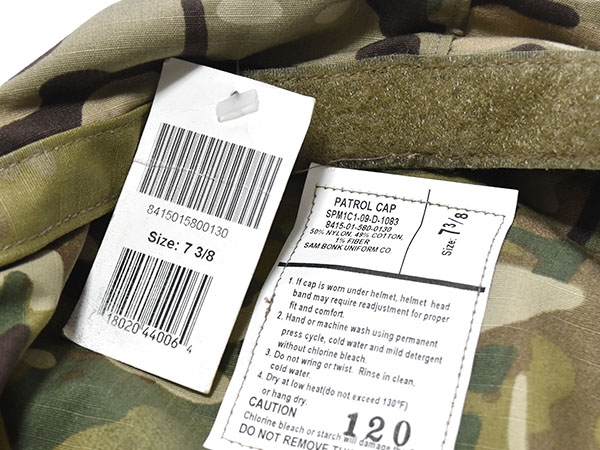 8415015800130
Size: 7 3/8
7 18020 44006 4
PATROL CAP
SPM1C1-09-D-1083
8415-01-580-0130
50% NYLON, 49% COTTON,
1% FIBER
SAM BONK UNIFORM CO.
Size: 7 3/8
1. If cap is worn under helmet, helmet head
band may require readjustment for proper
fit and comfort.
2. Hand or machine wash using permanent
press cycle, cold water and mild detergent
without chlorine bleach.
3. Do not wring or twist. Rinse in clean,
cold water.
4. Dry at low heat(do not exceed 130°F)
or hang dry.
CAUTION
120
Chlorine bleach or starch will damage
DO NOT REMOVE THIS